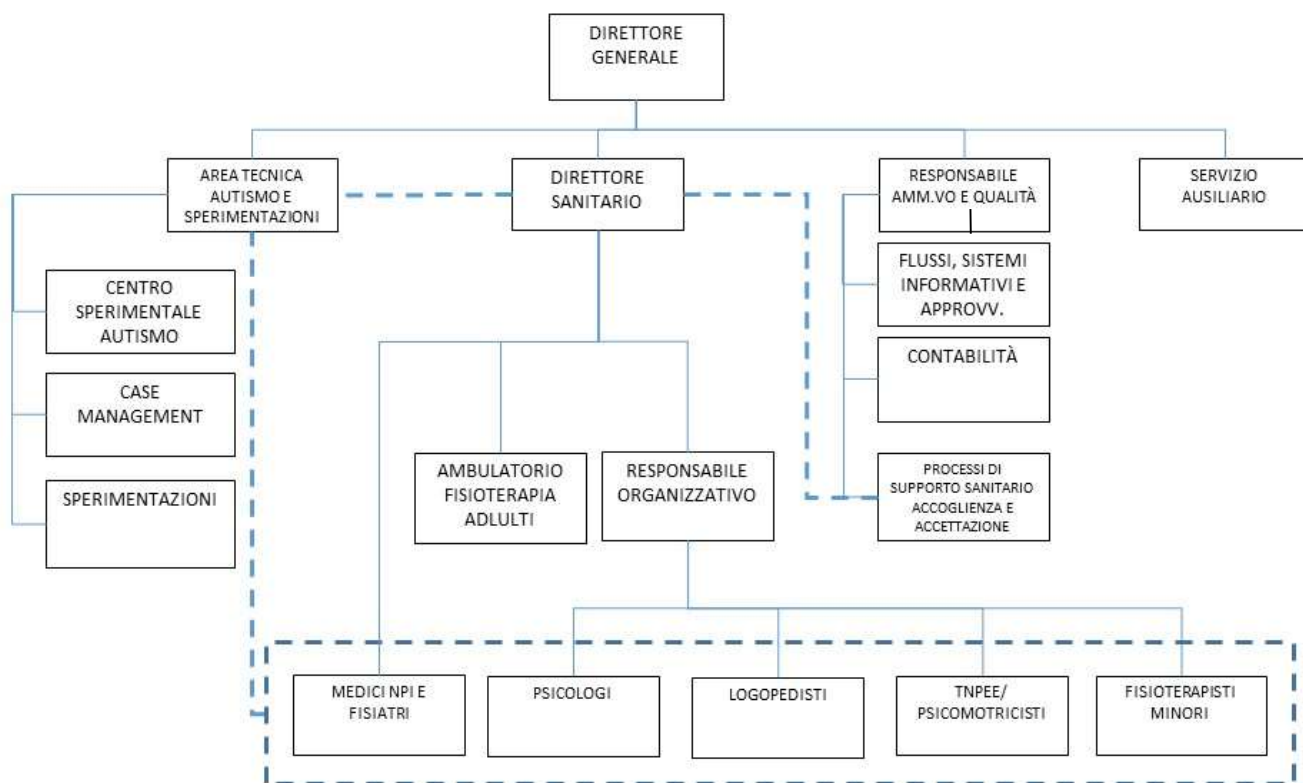 DIRETTORE
GENERALE
AREA TECNICA
AUTISMO E
SPERIMENTAZIONI
DIRETTORE
SANITARIO
RESPONSABILE
AMM.VO E QUALITÀ
SERVIZIO
AUSILIARIO
CENTRO
SPERIMENTALE
AUTISMO
FLUSSI, SISTEMI
INFORMATIVI E
APPROVV.
CASE
MANAGEMENT
CONTABILITÀ
SPERIMENTAZIONI
AMBULATORIO
FISIOTERAPIA
ADLULTI
RESPONSABILE
ORGANIZZATIVO
PROCESSI DI
SUPPORTO SANITARIO
ACCOGLIENZA E
ACCETTAZIONE
MEDICI NPI E
FISIATRI
PSICOLOGI
LOGOPEDISTI
TNPEE/
PSICOMOTRICISTI
FISIOTERAPISTI
MINORI